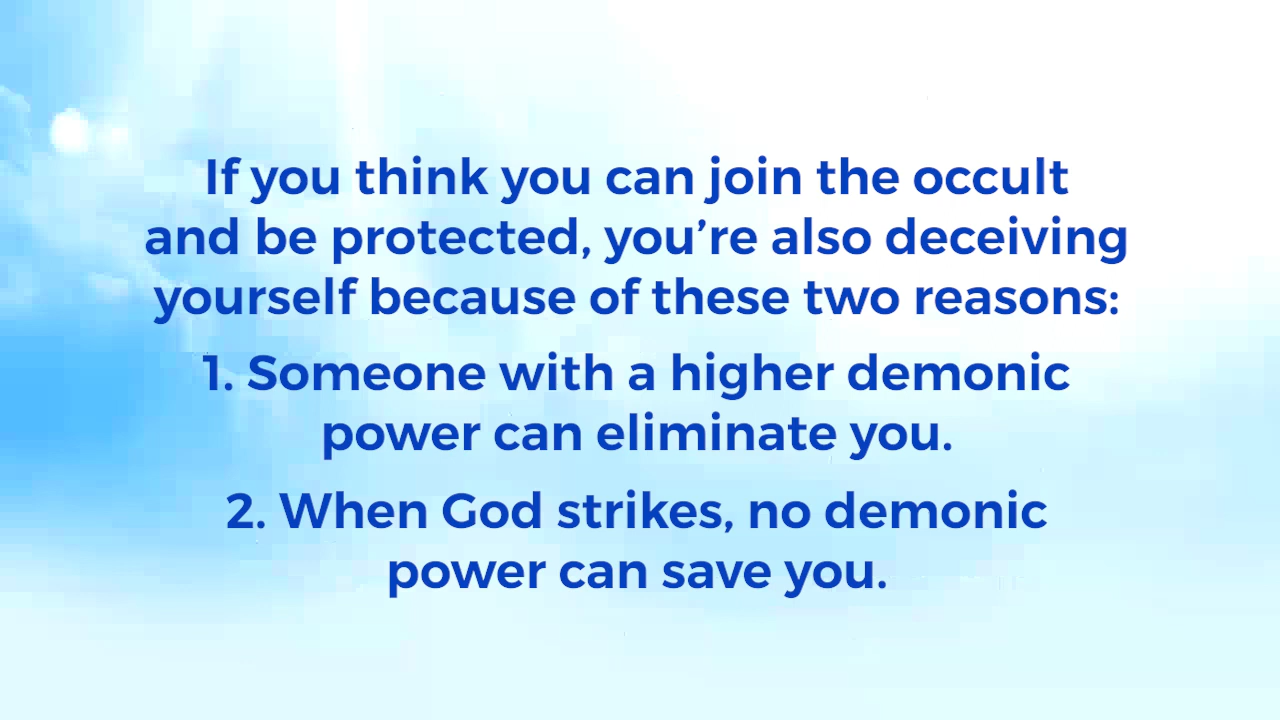 If you think you can join the occult
and be protected, you’re also deceiving
yourself because of these two reasons:
1. Someone with a higher demonic
power can eliminate you.
2. When God strikes, no demonic
power can save you.